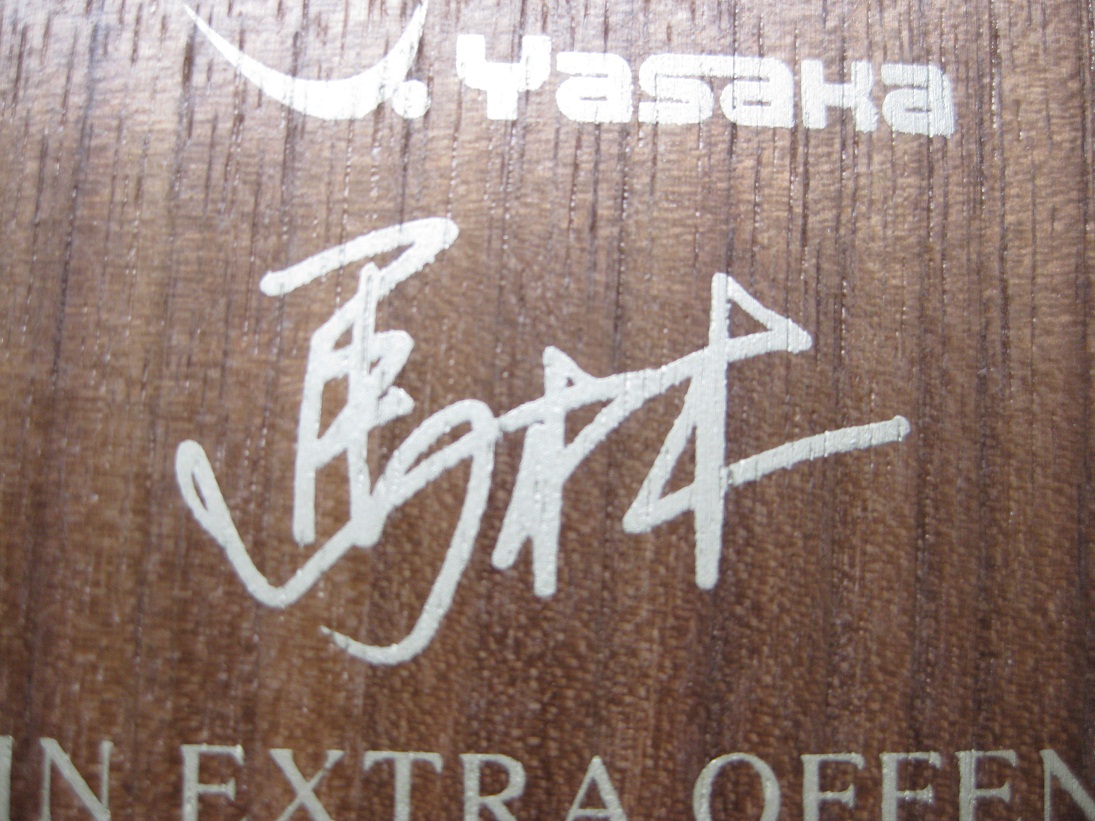 Yasaka
馬林
IN EXTRA OFFEN